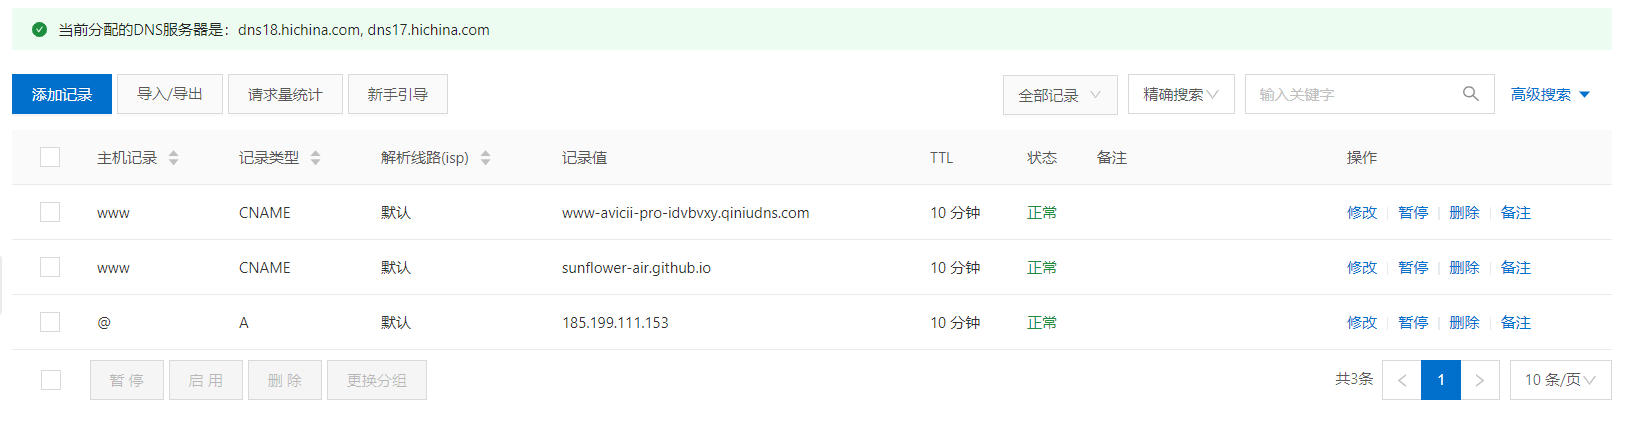 当前分配的DNS服务器是：dns18.hichina.com, dns17.hichina.com
添加记录 导入/导出 请求量统计 新手引导 全部记录 精确搜索 输入关键字 高级搜索
主机记录 记录类型 解析线路(isp) 记录值 TTL 状态 备注 操作
www CNAME 默认 www-avicii-pro-idvbvxy.qiniudns.com 10 分钟 正常 修改 暂停 删除 备注
www CNAME 默认 sunflower-air.github.io 10 分钟 正常 修改 暂停 删除 备注
@ A 默认 185.199.111.153 10 分钟 正常 修改 暂停 删除 备注
暂 停 启 用 删 除 更换分组 共3条 1 10 条/页